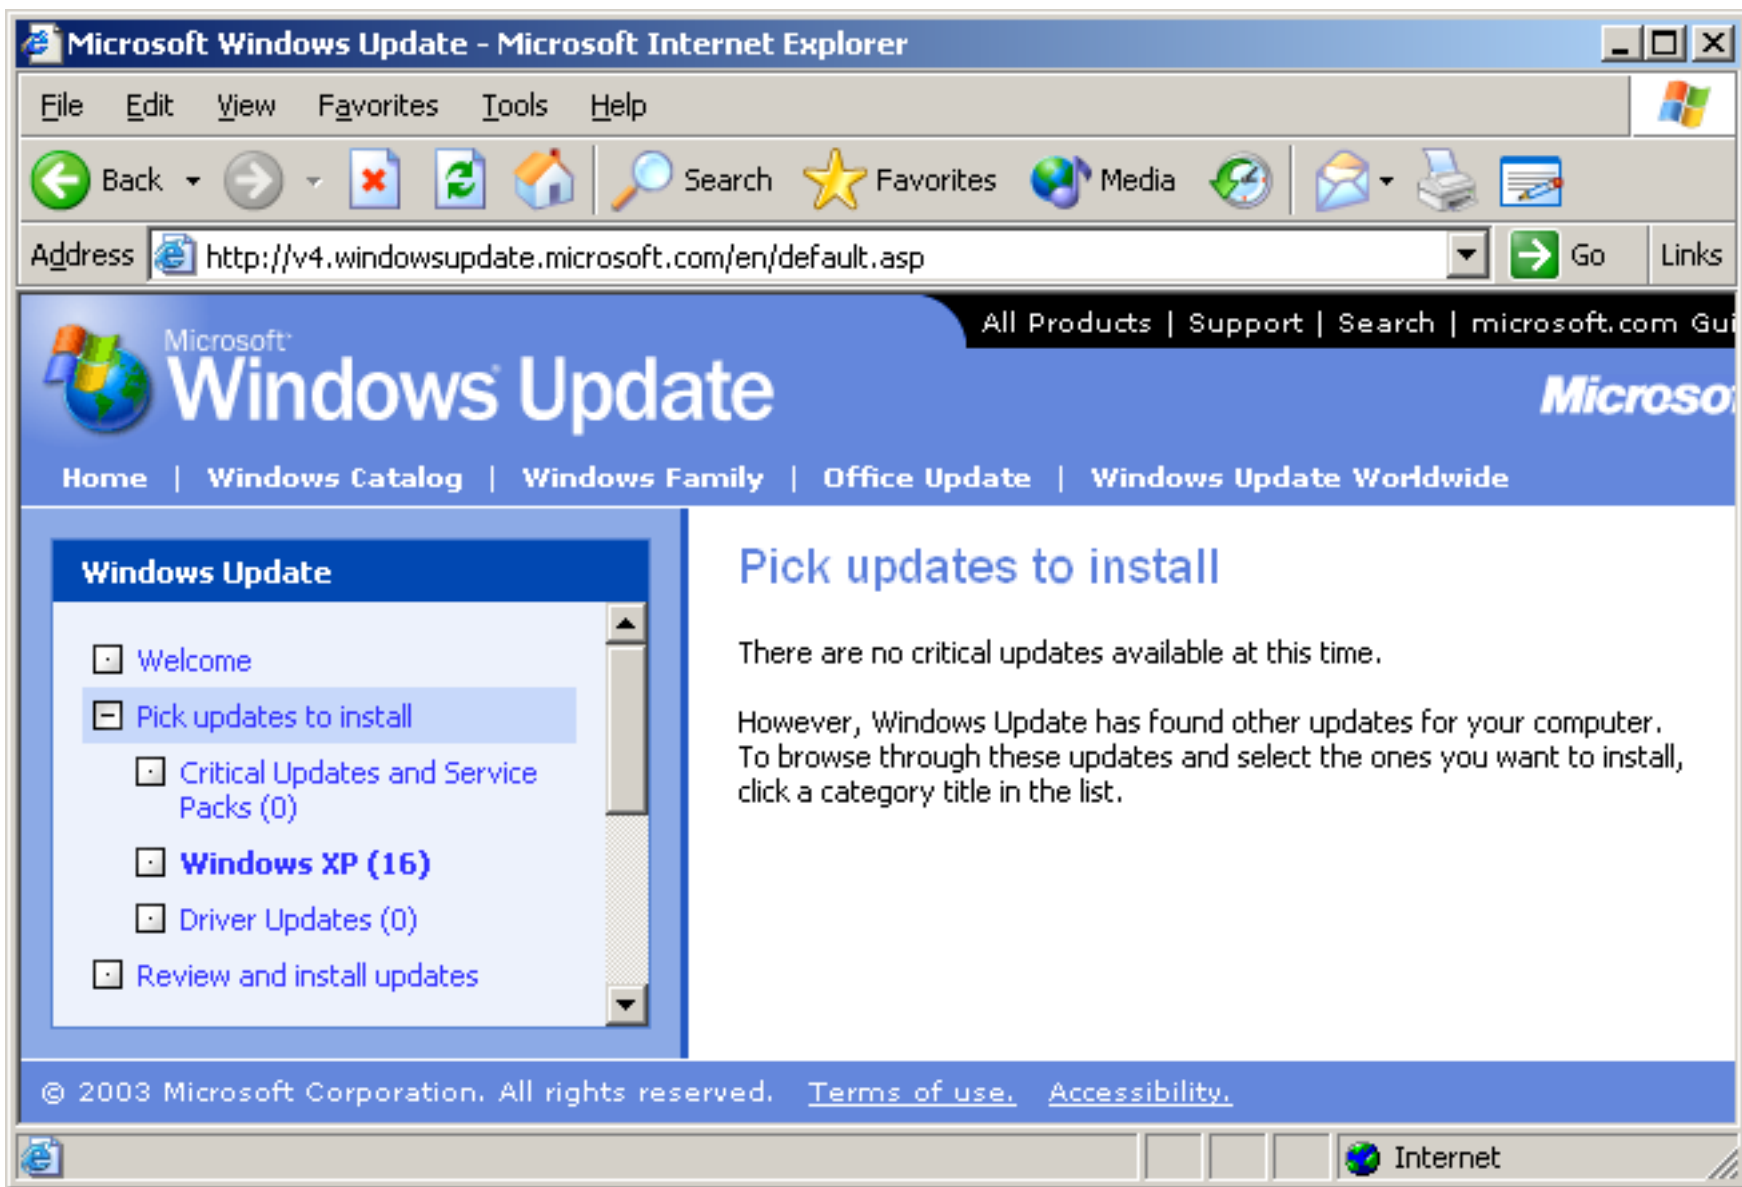 Microsoft Windows Update - Microsoft Internet Explorer
File Edit View Favorites Tools Help
Back Search Favorites Media
Address http://v4.windowsupdate.microsoft.com/en/default.asp Go Links
All Products | Support | Search | microsoft.com Gui
Microsoft
Windows Update
Microso
Home | Windows Catalog | Windows Family | Office Update | Windows Update Worldwide
Windows Update
Welcome
Pick updates to install
Critical Updates and Service
Packs (0)
Windows XP (16)
Driver Updates (0)
Review and install updates
Pick updates to install
There are no critical updates available at this time.
However, Windows Update has found other updates for your computer.
To browse through these updates and select the ones you want to install,
click a category title in the list.
© 2003 Microsoft Corporation. All rights reserved. Terms of use. Accessibility.
Internet